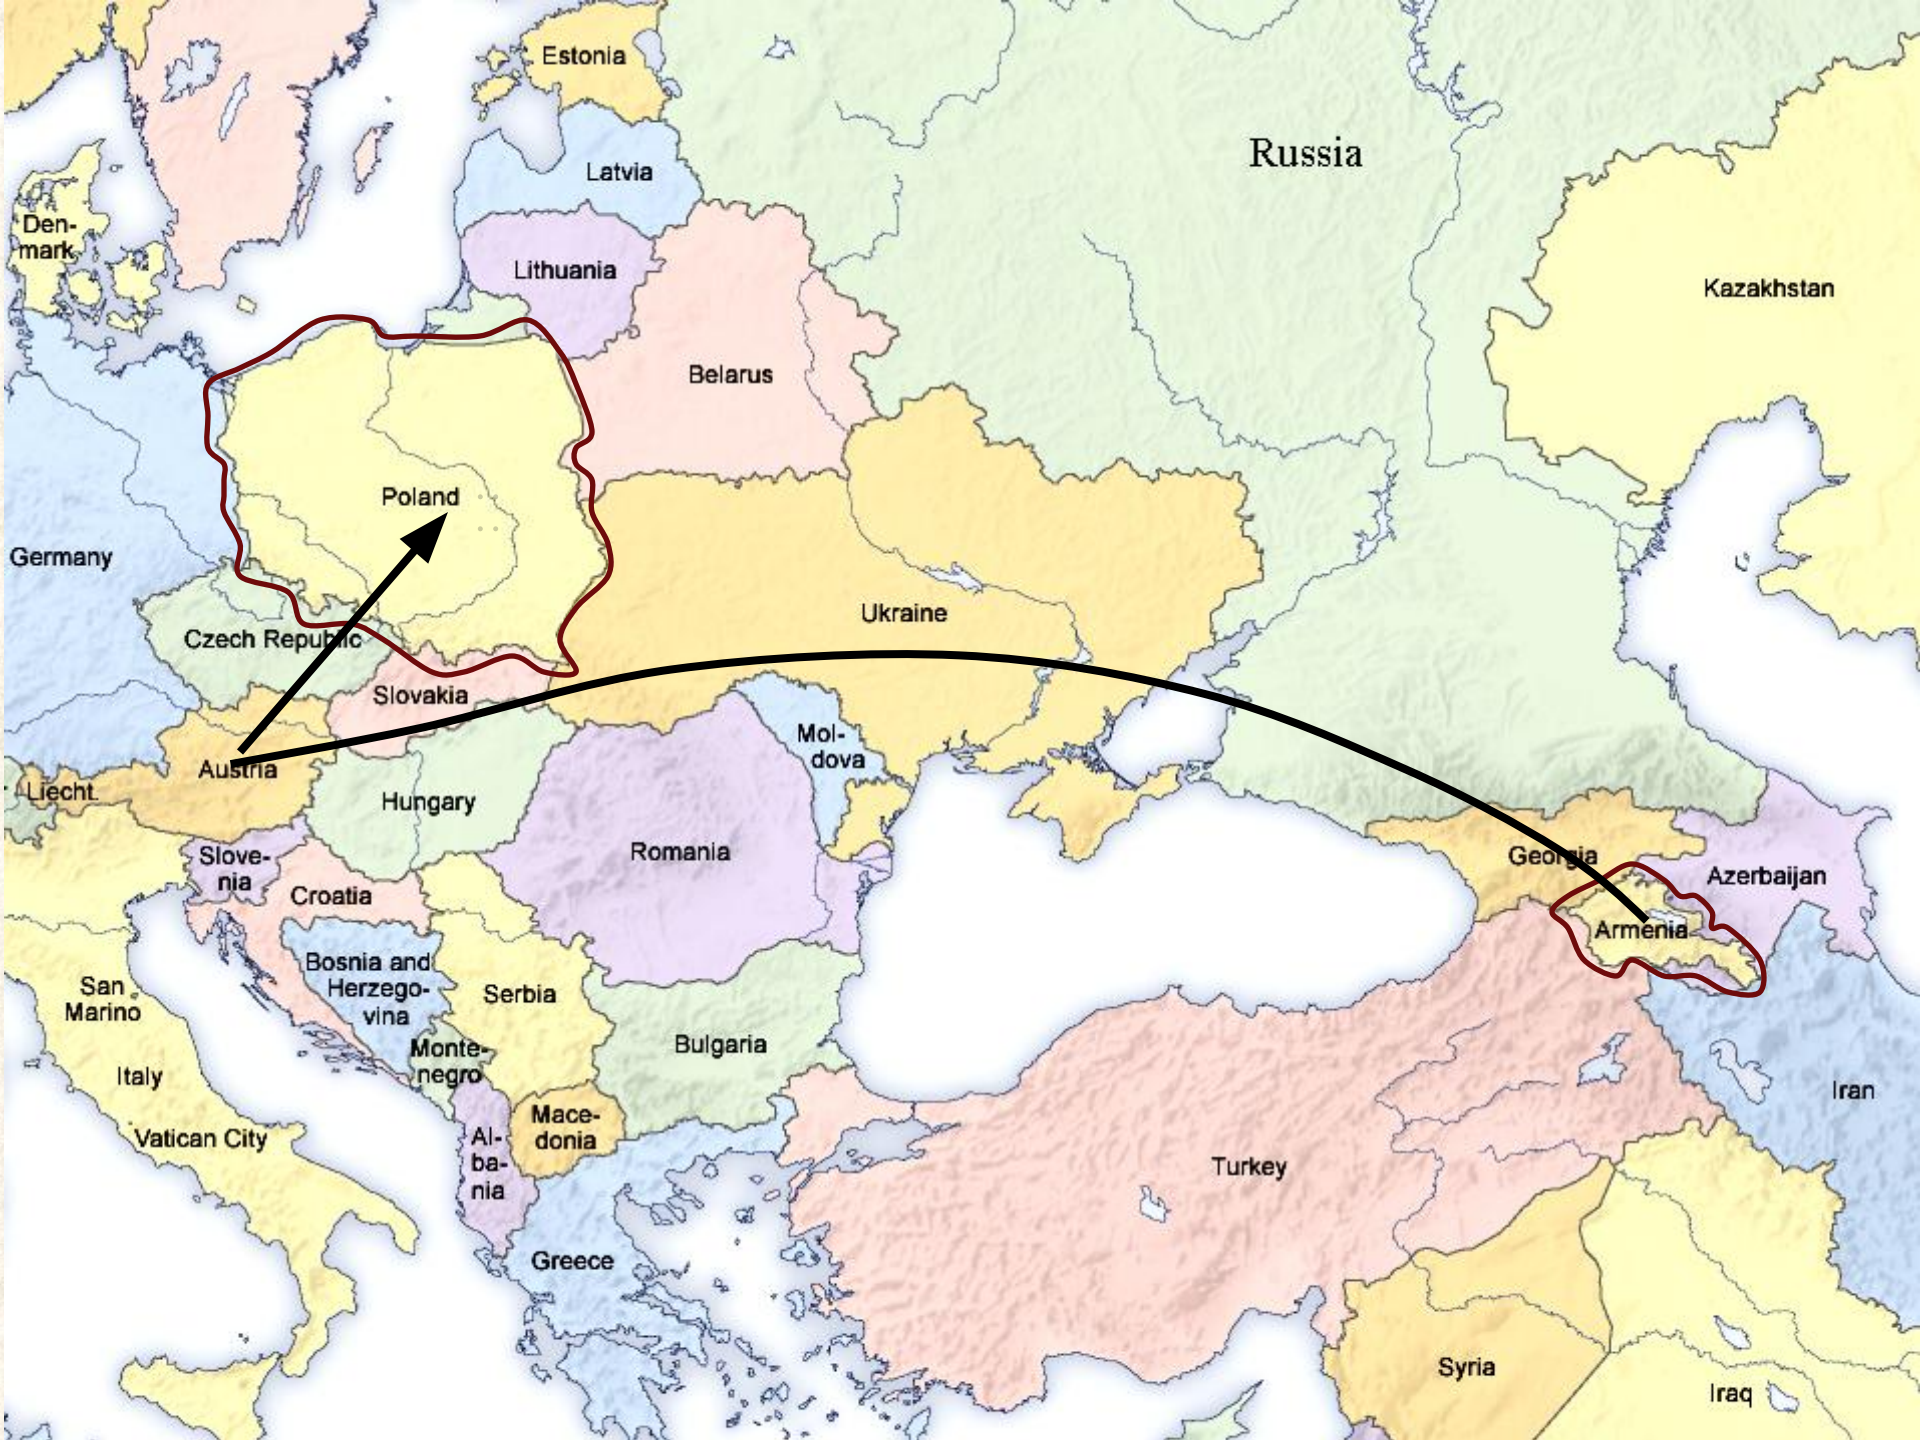 Estonia
Russia
Latvia
Den-
mark
Lithuania
Kazakhstan
Belarus
Poland
Germany
Ukraine
Czech Republic
Slovakia
Mol-
dova
Austria
Liecht.
Hungary
Romania
Slove-
nia
Georgia
Azerbaijan
Croatia
Armenia
Bosnia and
Herzego-
vina
San
Marino
Serbia
Bulgaria
Monte-
negro
Italy
Iran
Mace-
donia
Vatican City
Al-
ba-
nia
Turkey
Greece
Syria
Iraq